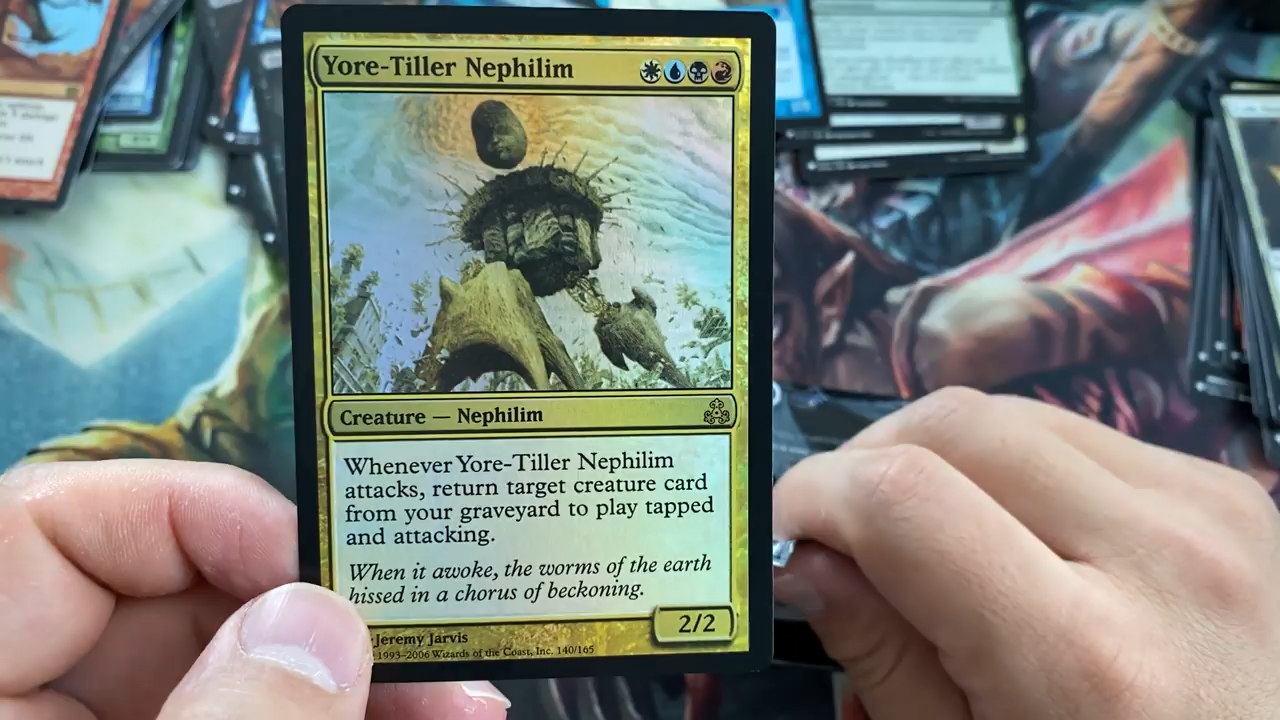 Yore-Tiller Nephilim
Creature — Nephilim
Whenever Yore-Tiller Nephilim
attacks, return target creature card
from your graveyard to play tapped
and attacking.
When it awoke, the worms of the earth
hissed in a chorus of beckoning.
2/2
Jeremy Jarvis
1993–2006 Wizards of the Coast, Inc. 140/165